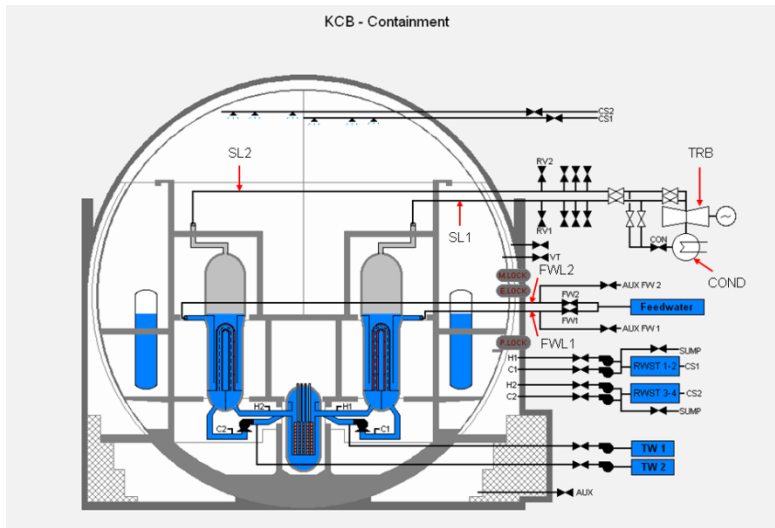 KCB - Containment
CS2
CS1
SL2
RV2
TRB
SL1
RV1
CON
VT
COND
M.LOCK
FWL2
E.LOCK
AUX FW 2
FW2
Feedwater
FW1
AUX FW 1
FWL1
P.LOCK
SUMP
H1
C1
RWST 1-2
CS1
H2
C2
RWST 3-4
CS2
SUMP
H2
H1
C2
C1
TW 1
TW 2
AUX